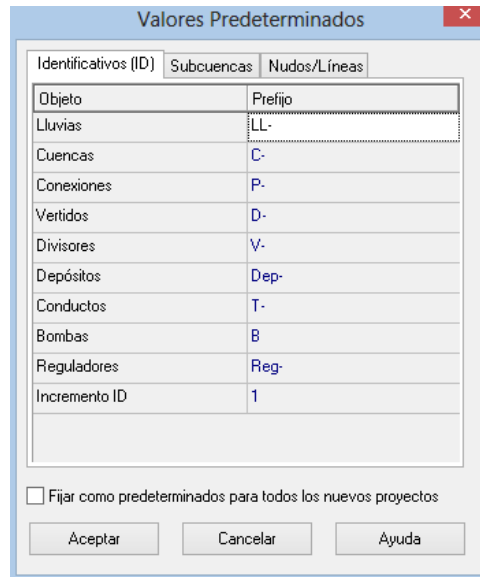 Valores Predeterminados
Identificativos (ID) Subcuencas Nudos/Líneas
Objeto Prefijo
Lluvias LL-
Cuencas C-
Conexiones P-
Vertidos D-
Divisores V-
Depósitos Dep-
Conductos T-
Bombas B
Reguladores Reg-
Incremento ID 1
Fijar como predeterminados para todos los nuevos proyectos
Aceptar Cancelar Ayuda